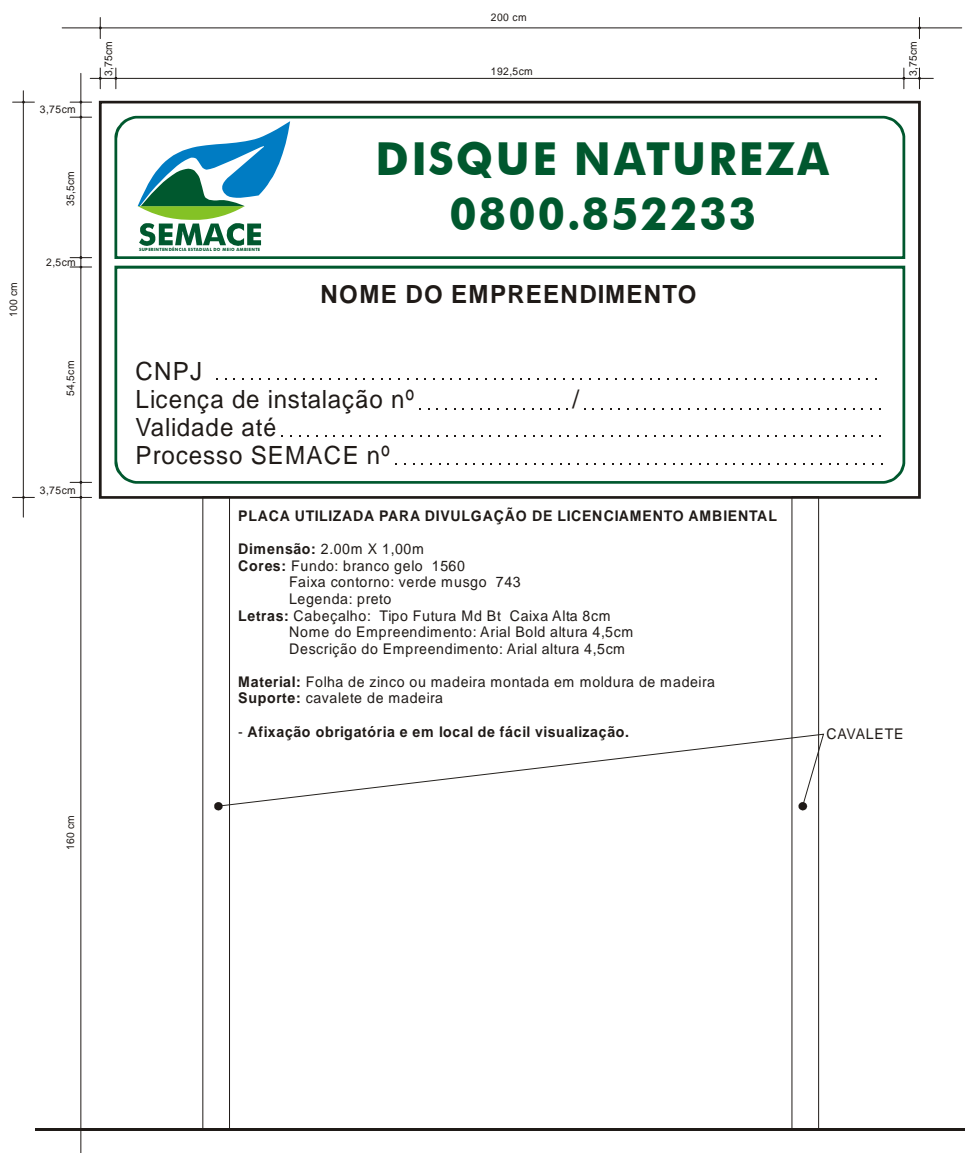 200 cm
3,75cm
192,5cm
3,75cm
3,75cm
35,5cm
2,5cm
100 cm
54,5cm
3,75cm
160 cm
SEMACE
SUPERINTENDÊNCIA ESTADUAL DO MEIO AMBIENTE
DISQUE NATUREZA
0800.852233
NOME DO EMPREENDIMENTO
CNPJ ................................................................
Licença de instalação nº................/................................
Validade até................................................................
Processo SEMACE nº................................................
PLACA UTILIZADA PARA DIVULGAÇÃO DE LICENCIAMENTO AMBIENTAL
Dimensão: 2.00m X 1,00m
Cores: Fundo: branco gelo 1560
Faixa contorno: verde musgo 743
Legenda: preto
Letras: Cabeçalho: Tipo Futura Md Bt Caixa Alta 8cm
Nome do Empreendimento: Arial Bold altura 4,5cm
Descrição do Empreendimento: Arial altura 4,5cm
Material: Folha de zinco ou madeira montada em moldura de madeira
Suporte: cavalete de madeira
- Afixação obrigatória e em local de fácil visualização.
CAVALETE